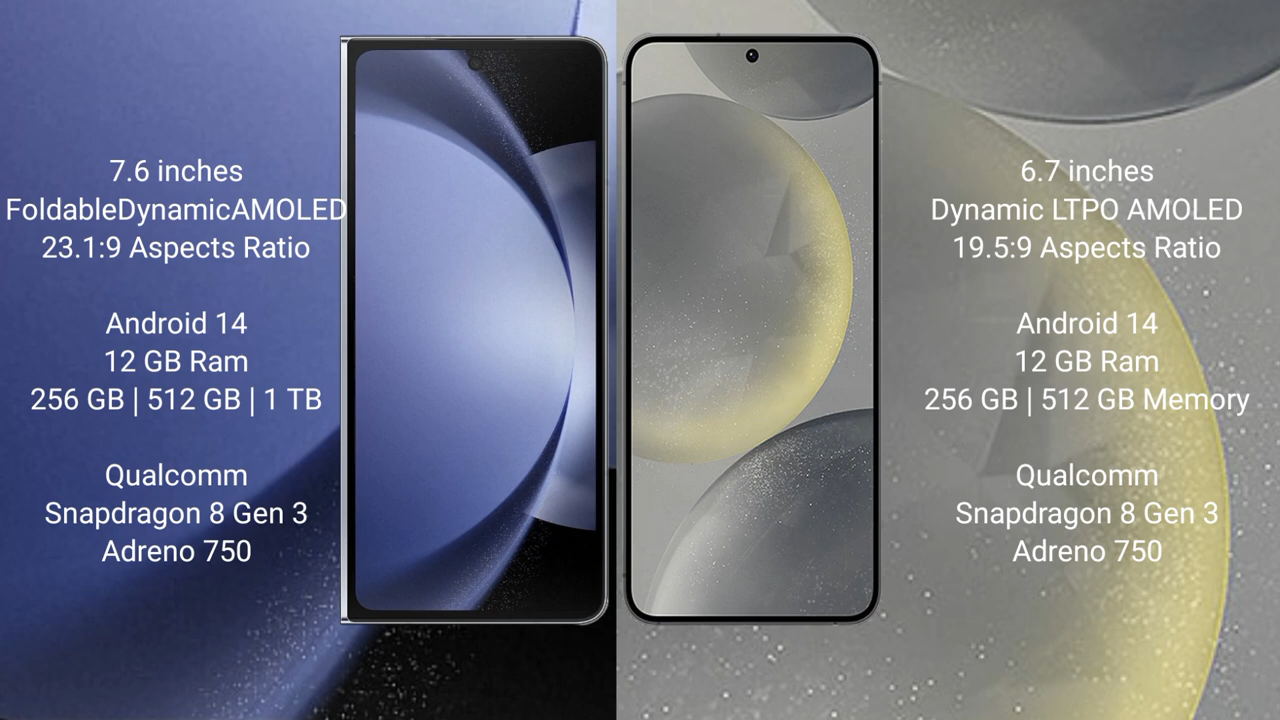 7.6 inches
FoldableDynamicAMOLED
23.1:9 Aspects Ratio
Android 14
12 GB Ram
256 GB | 512 GB | 1 TB
Qualcomm
Snapdragon 8 Gen 3
Adreno 750
6.7 inches
Dynamic LTPO AMOLED
19.5:9 Aspects Ratio
Android 14
12 GB Ram
256 GB | 512 GB Memory
Qualcomm
Snapdragon 8 Gen 3
Adreno 750